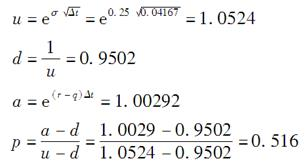 u = e^{σ√Δt} = e^{0.25 √0.04167} = 1.0524
d = 1/u = 0.9502
a = e^{(r-q)Δt} = 1.00292
p = (a-d)/(u-d) = (1.0029-0.9502)/(1.0524-0.9502) = 0.516